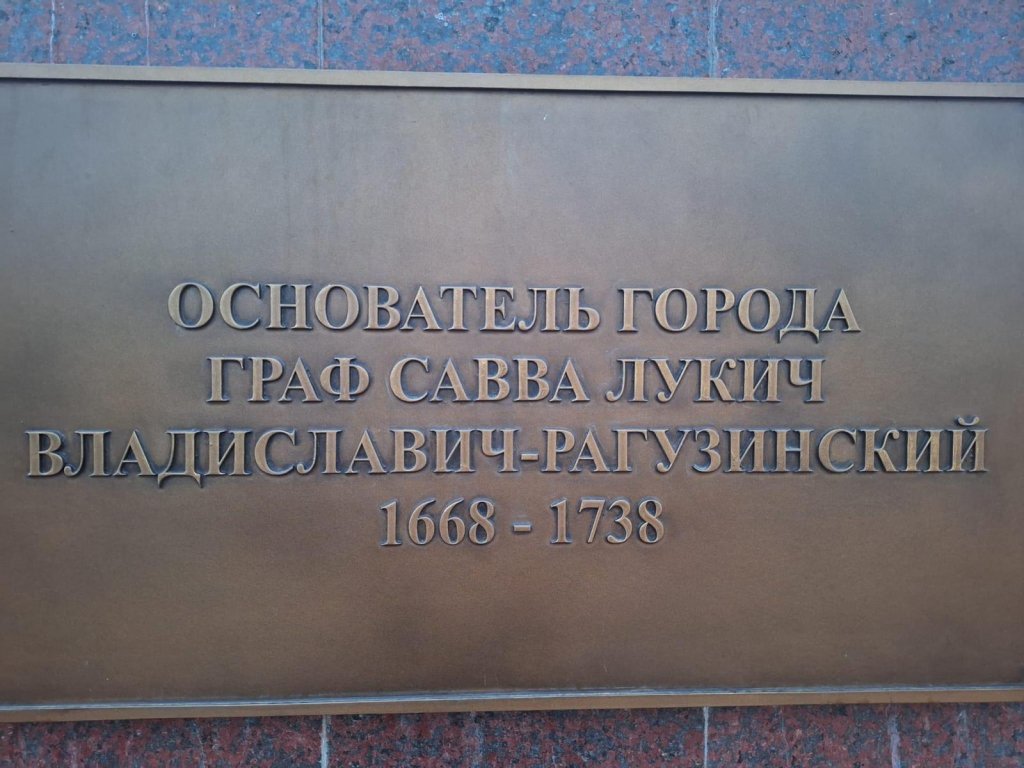 ОСНОВАТЕЛЬ ГОРОДА
ГРАФ САВВА ЛУКИЧ
ВЛАДИСЛАВИЧ-РАГУЗИНСКИЙ
1668 - 1738